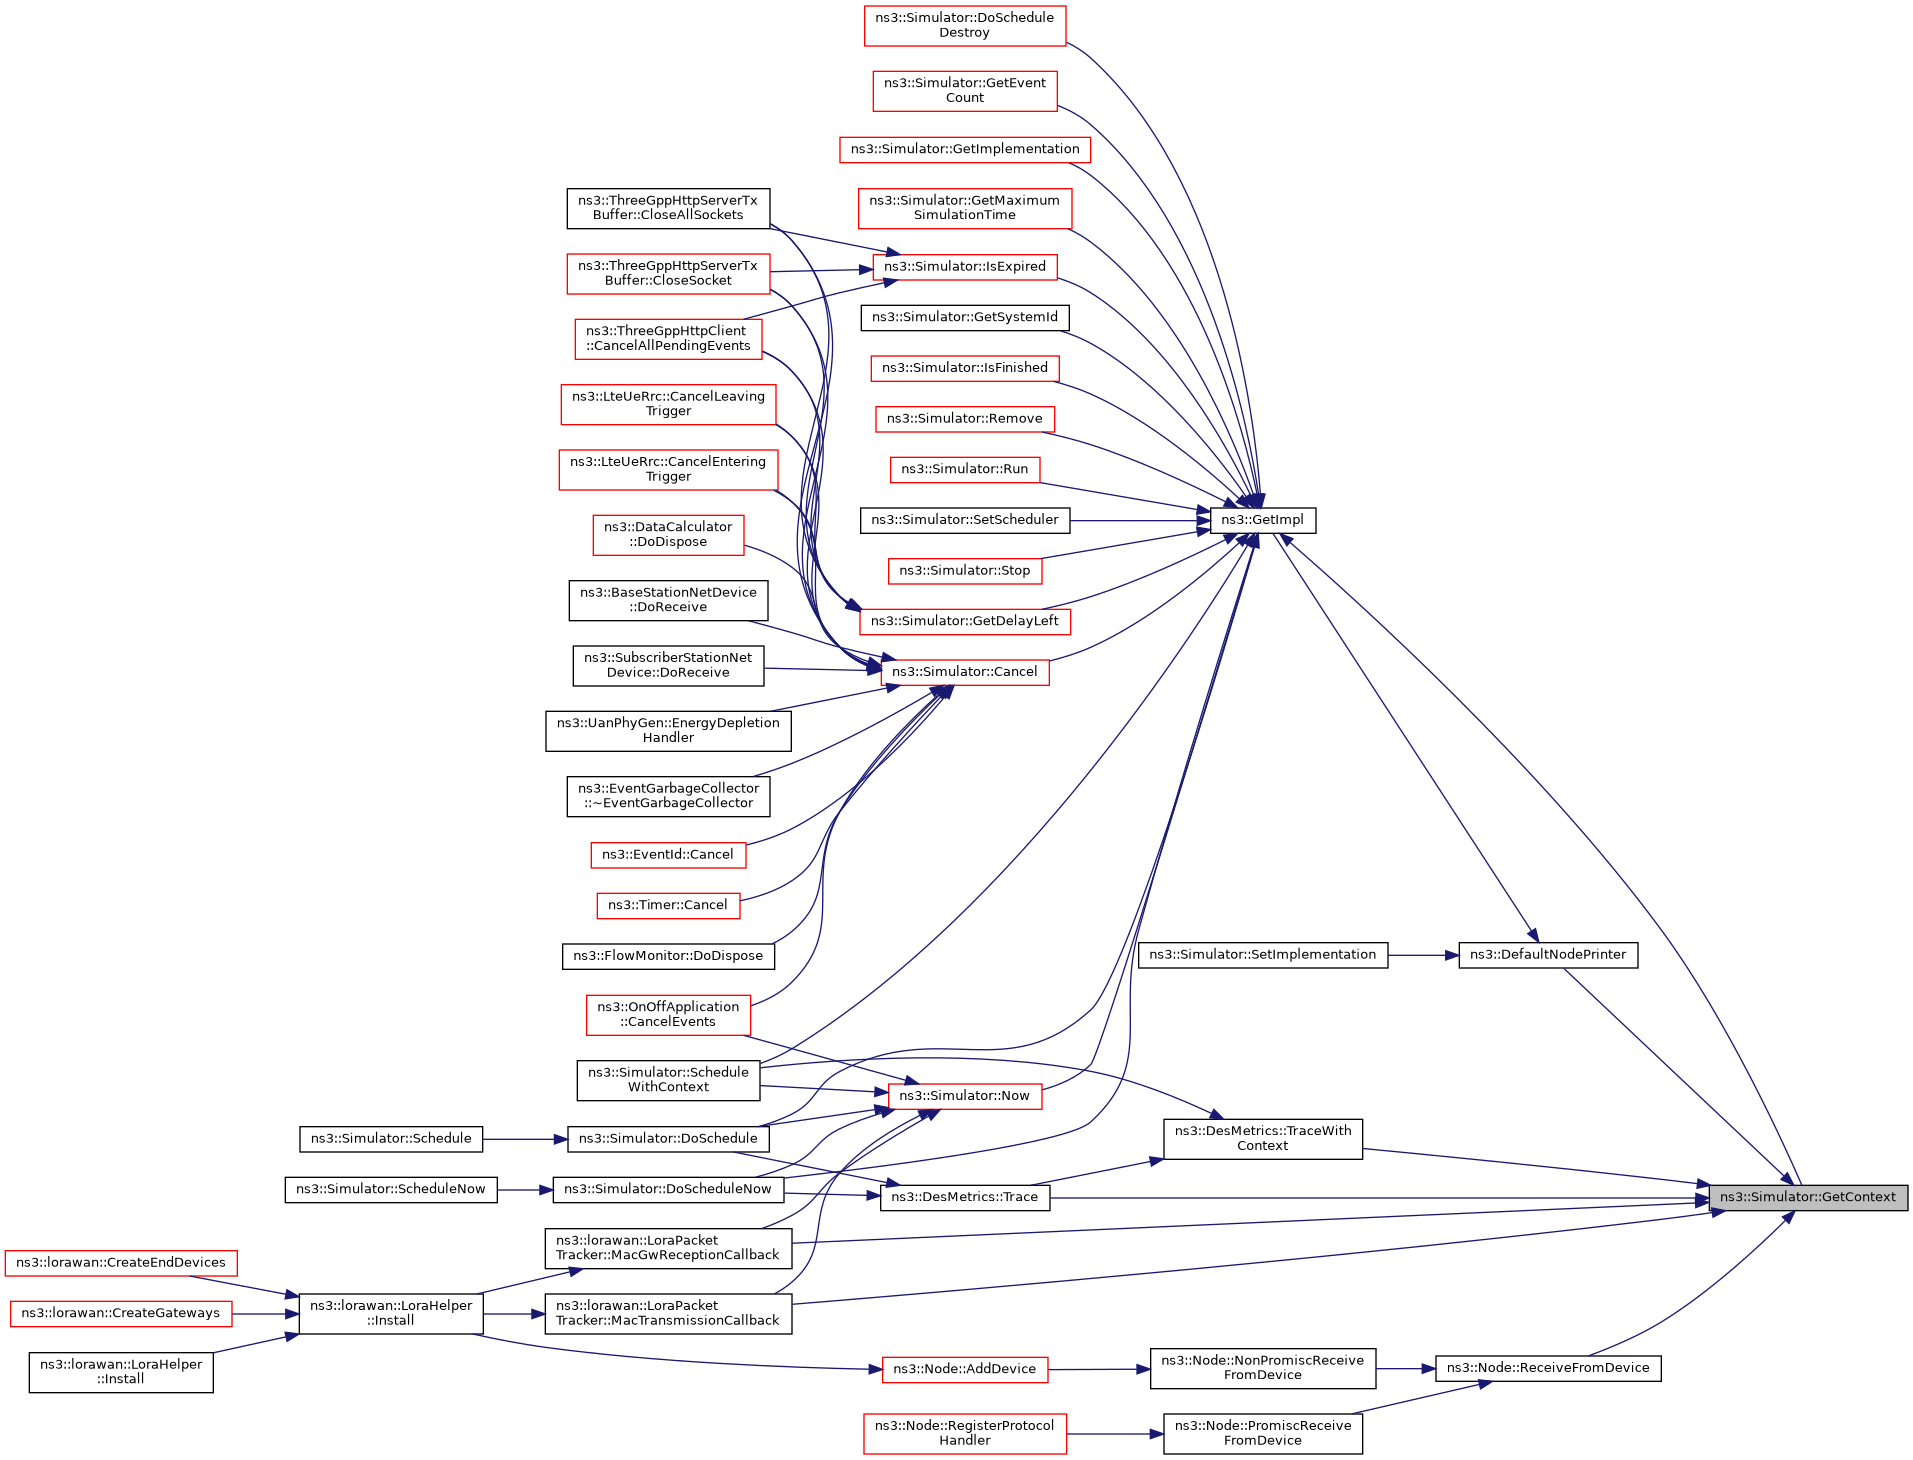 ns3::Simulator::DoSchedule
Destroy
ns3::Simulator::GetEvent
Count
ns3::Simulator::GetImplementation
ns3::ThreeGppHttpServerTx
Buffer::CloseAllSockets
ns3::Simulator::GetMaximum
SimulationTime
ns3::ThreeGppHttpServerTx
Buffer::CloseSocket
ns3::Simulator::IsExpired
ns3::Simulator::GetSystemId
ns3::ThreeGppHttpClient
::CancelAllPendingEvents
ns3::Simulator::IsFinished
ns3::LteUeRrc::CancelLeaving
Trigger
ns3::Simulator::Remove
ns3::LteUeRrc::CancelEntering
Trigger
ns3::Simulator::Run
ns3::Simulator::SetScheduler
ns3::GetImpl
ns3::DataCalculator
::DoDispose
ns3::Simulator::Stop
ns3::BaseStationNetDevice
::DoReceive
ns3::Simulator::GetDelayLeft
ns3::SubscriberStationNet
Device::DoReceive
ns3::Simulator::Cancel
ns3::UanPhyGen::EnergyDepletion
Handler
ns3::EventGarbageCollector
::~EventGarbageCollector
ns3::EventId::Cancel
ns3::Timer::Cancel
ns3::FlowMonitor::DoDispose
ns3::Simulator::SetImplementation
ns3::DefaultNodePrinter
ns3::OnOffApplication
::CancelEvents
ns3::Simulator::Schedule
WithContext
ns3::Simulator::Now
ns3::Simulator::Schedule
ns3::Simulator::DoSchedule
ns3::DesMetrics::TraceWith
Context
ns3::Simulator::ScheduleNow
ns3::Simulator::DoScheduleNow
ns3::DesMetrics::Trace
ns3::Simulator::GetContext
ns3::lorawan::LoraPacket
Tracker::MacGwReceptionCallback
ns3::lorawan::CreateEndDevices
ns3::lorawan::CreateGateways
ns3::lorawan::LoraHelper
::Install
ns3::lorawan::LoraPacket
Tracker::MacTransmissionCallback
ns3::lorawan::LoraHelper
::Install
ns3::Node::AddDevice
ns3::Node::NonPromiscReceive
FromDevice
ns3::Node::ReceiveFromDevice
ns3::Node::RegisterProtocol
Handler
ns3::Node::PromiscReceive
FromDevice